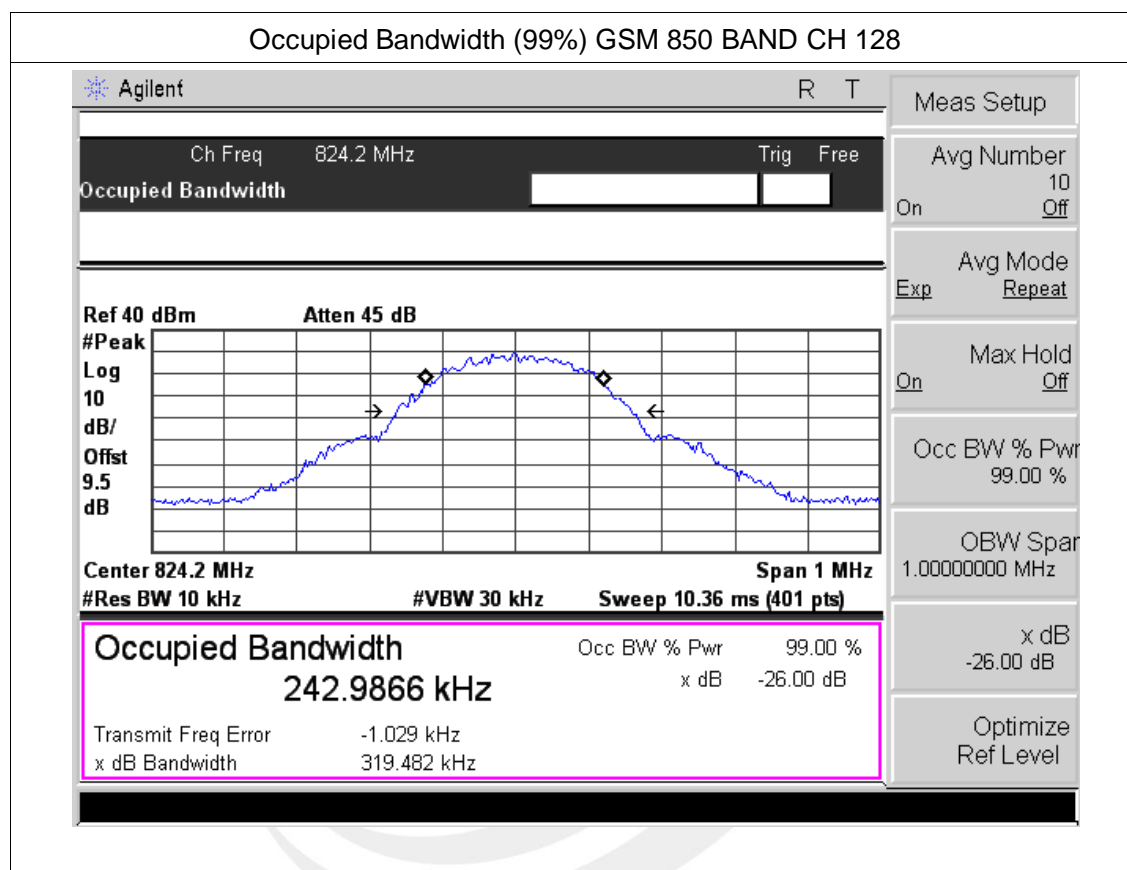 Occupied Bandwidth (99%) GSM 850 BAND CH 128
Agilent R T
Ch Freq 824.2 MHz Trig Free
Occupied Bandwidth
Ref 40 dBm Atten 45 dB
#Peak
Log
10
dB/
Offst
9.5
dB
Center 824.2 MHz Span 1 MHz
#Res BW 10 kHz #VBW 30 kHz Sweep 10.36 ms (401 pts)
Occupied Bandwidth
242.9866 kHz
Occ BW % Pwr 99.00 %
x dB -26.00 dB
Transmit Freq Error -1.029 kHz
x dB Bandwidth 319.482 kHz
Meas Setup
Avg Number
10
On Off
Avg Mode
Exp Repeat
Max Hold
On Off
Occ BW % Pwr
99.00 %
OBW Span
1.00000000 MHz
x dB
-26.00 dB
Optimize
Ref Level